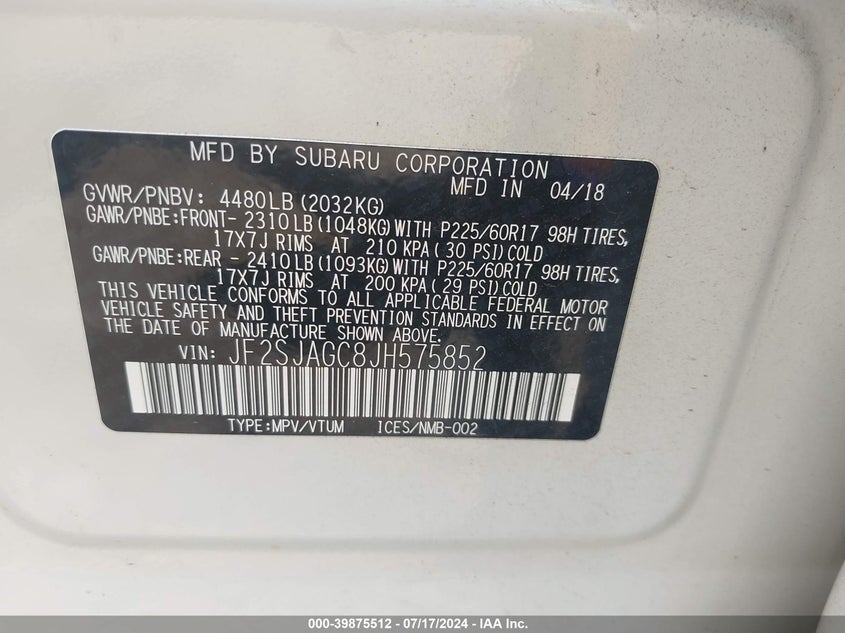 MFD BY SUBARU CORPORATION
MFD IN 04/18
GVWR/PNBV: 4480LB (2032KG)
GAWR/PNBE:FRONT- 2310LB (1048KG) WITH P225/60R17 98H TIRES,
17X7J RIMS AT 210 KPA ( 30 PSI) COLD
GAWR/PNBE:REAR - 2410LB (1093KG) WITH P225/60R17 98H TIRES,
17X7J RIMS AT 200 KPA ( 29 PSI) COLD
THIS VEHICLE CONFORMS TO ALL APPLICABLE FEDERAL MOTOR
VEHICLE SAFETY AND THEFT PREVENTION STANDARDS IN EFFECT ON
THE DATE OF MANUFACTURE SHOWN ABOVE.
VIN: JF2SJAGC8JH575852
TYPE:MPV/VTUM ICES/NMB-002
000-39875512 - 07/17/2024 - IAA Inc.